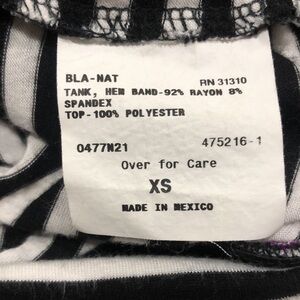 BLA-NAT RN 31310
TANK, HEM BAND-92% RAYON 8%
SPANDEX
TOP-100% POLYESTER
0477N21 475216-1
Over for Care
XS
MADE IN MEXICO